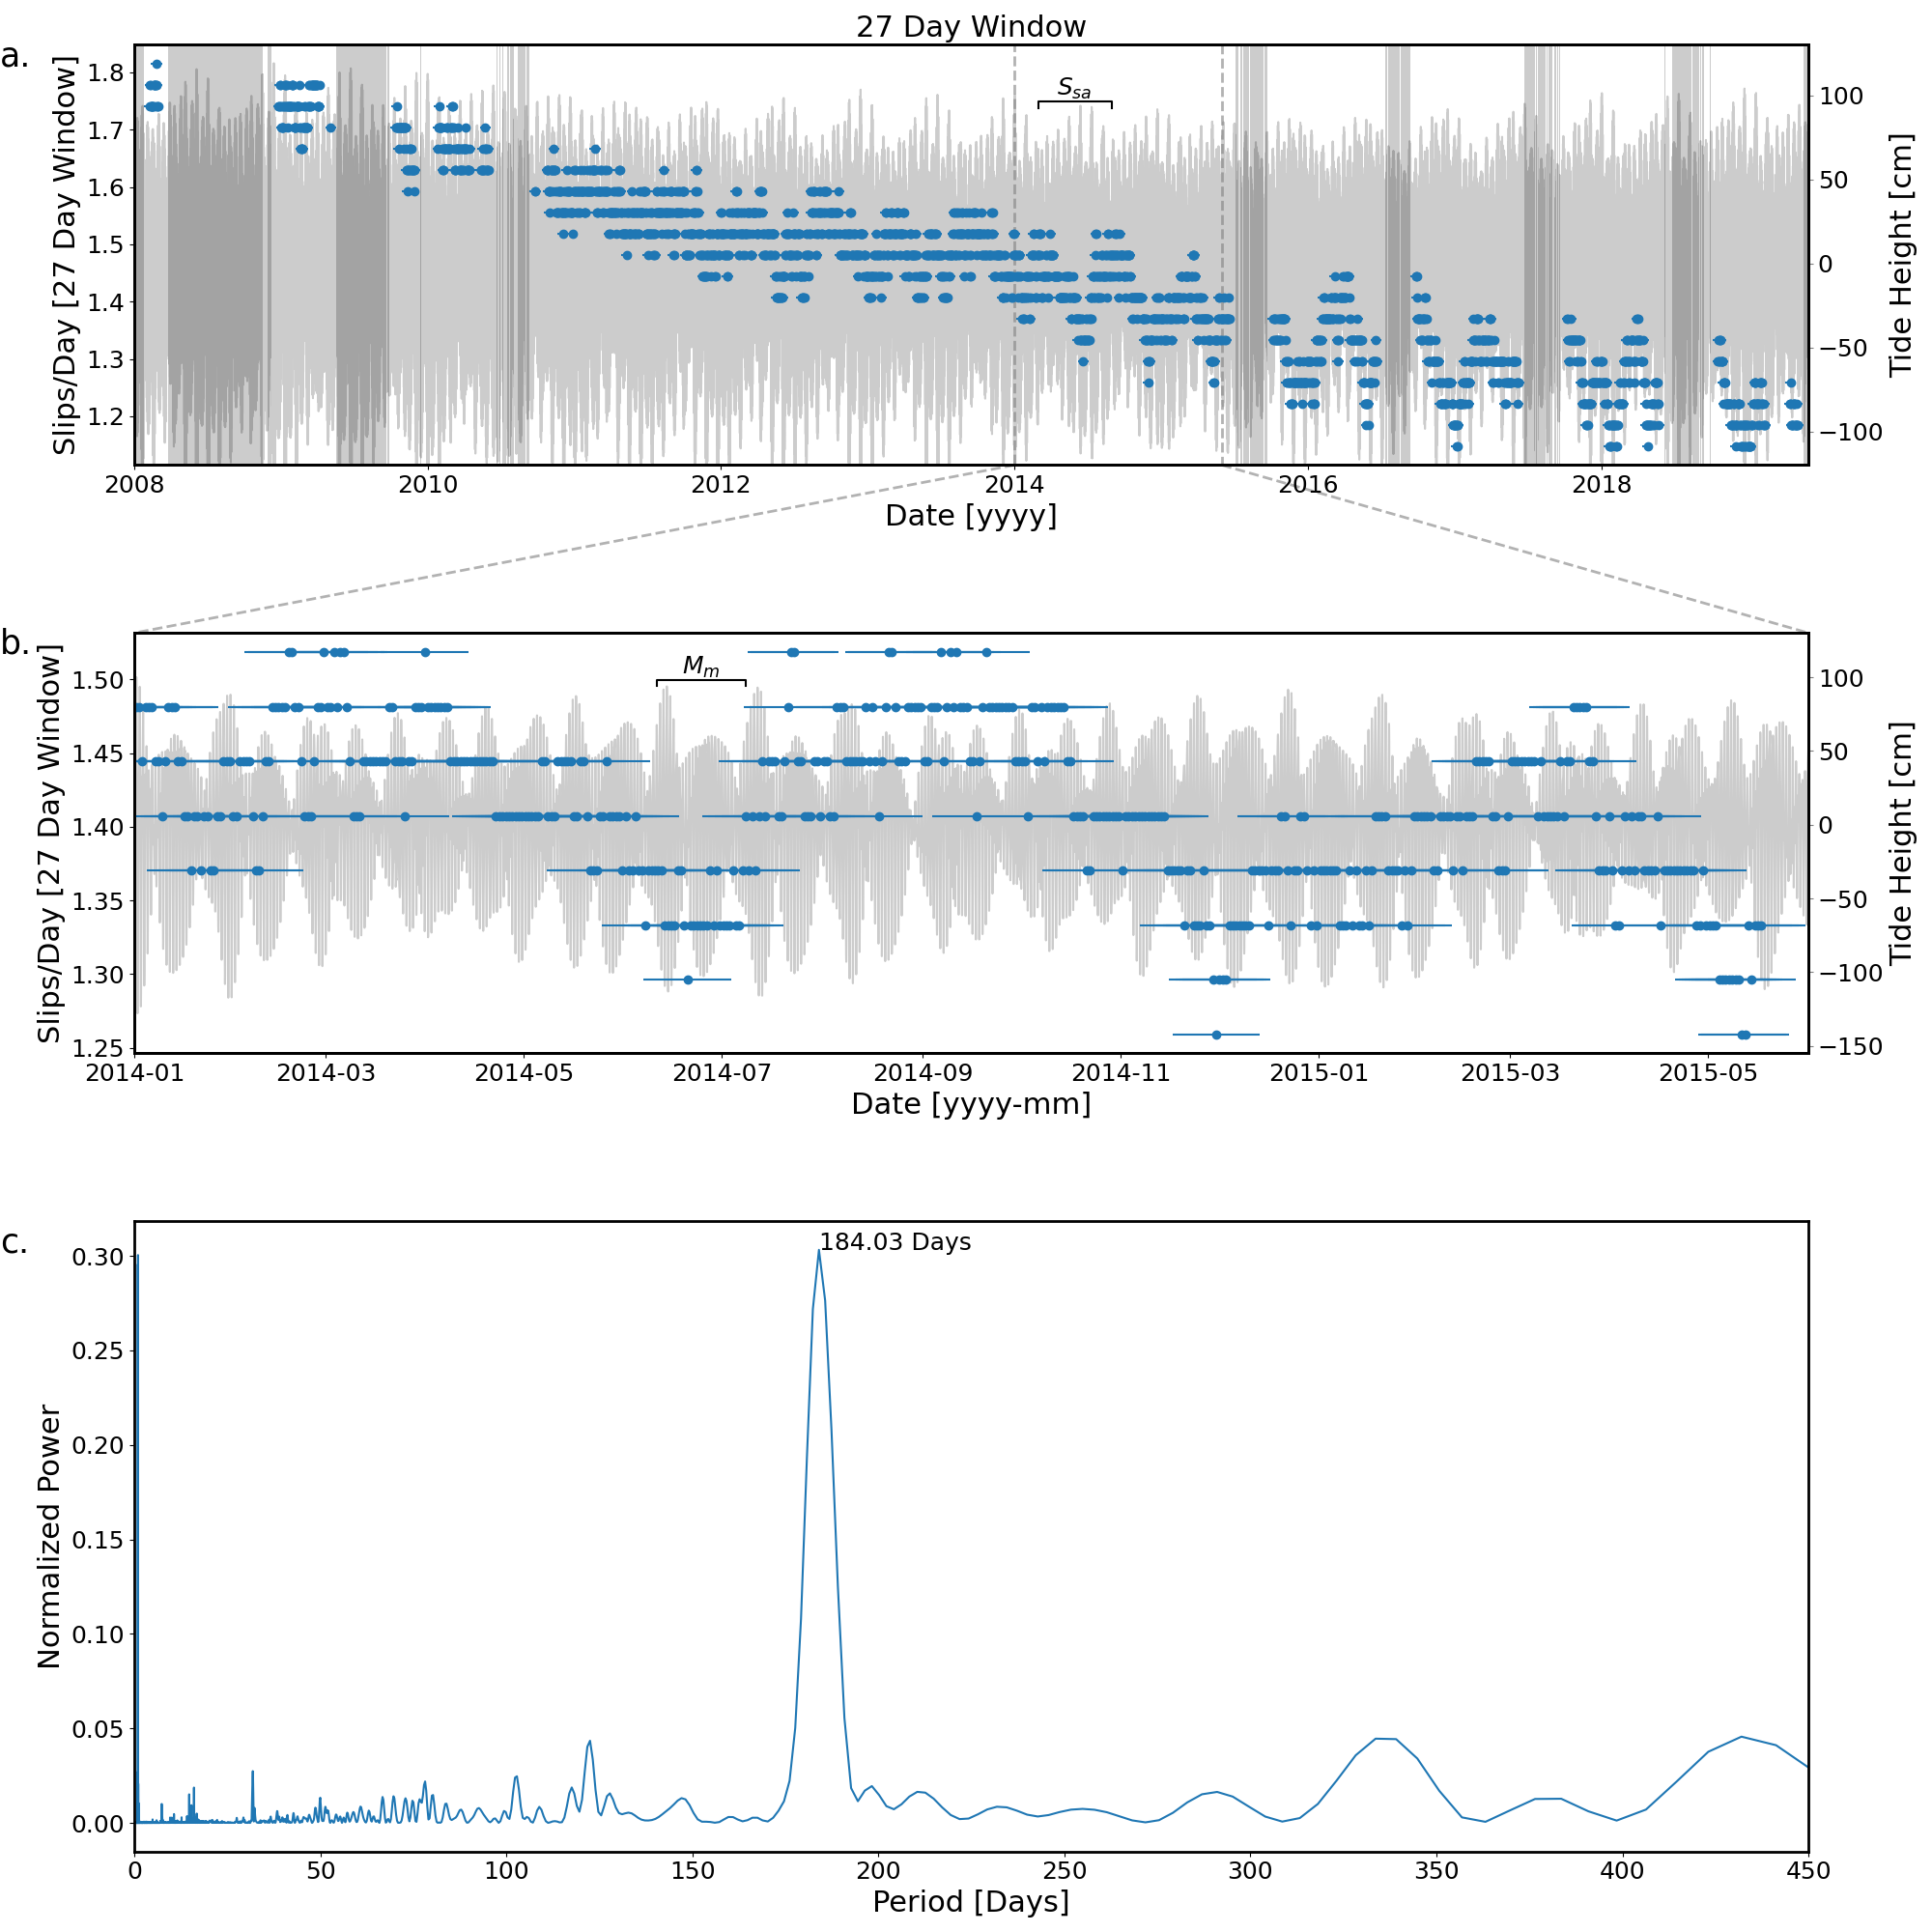 27 Day Window
a.
Slips/Day [27 Day Window]
1.8
1.7
1.6
1.5
1.4
1.3
1.2
S_sa
100
50
0
−50
−100
Tide Height [cm]
2008 2010 2012 2014 2016 2018
Date [yyyy]
b.
Slips/Day [27 Day Window]
1.50
1.45
1.40
1.35
1.30
1.25
M_m
100
50
0
−50
−100
−150
Tide Height [cm]
2014-01 2014-03 2014-05 2014-07 2014-09 2014-11 2015-01 2015-03 2015-05
Date [yyyy-mm]
c.
Normalized Power
0.30
0.25
0.20
0.15
0.10
0.05
0.00
184.03 Days
0 50 100 150 200 250 300 350 400 450
Period [Days]